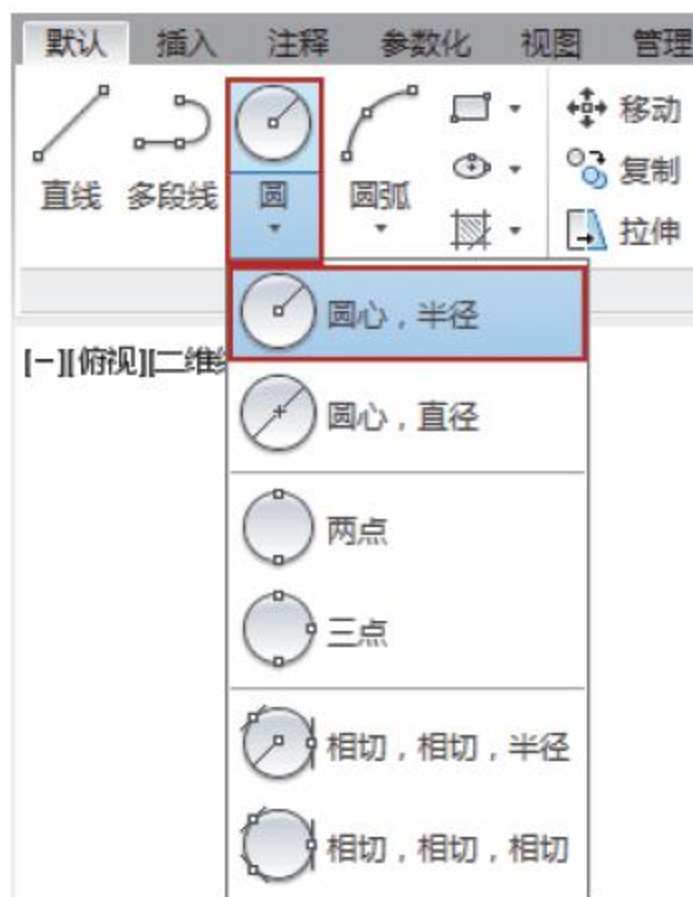 默认 插入 注释 参数化 视图 管理
直线 多段线 圆 圆弧 移动
复制
拉伸
圆心，半径
[-][俯视][二维
圆心，直径
两点
三点
相切，相切，半径
相切，相切，相切